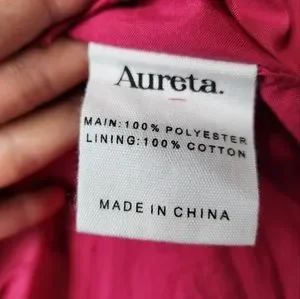 Aureta.
MAIN:100% POLYESTER
LINING:100% COTTON
MADE IN CHINA